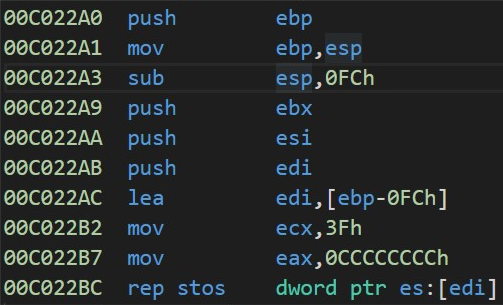 00C022A0 push ebp
00C022A1 mov ebp,esp
00C022A3 sub esp,0FCh
00C022A9 push ebx
00C022AA push esi
00C022AB push edi
00C022AC lea edi,[ebp-0FCh]
00C022B2 mov ecx,3Fh
00C022B7 mov eax,0CCCCCCCCh
00C022BC rep stos dword ptr es:[edi]